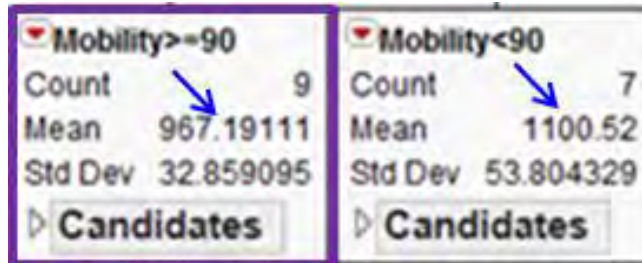 Mobility>=90
Count 9
Mean 967.19111
Std Dev 32.859095
Candidates
Mobility<90
Count 7
Mean 1100.52
Std Dev 53.804329
Candidates